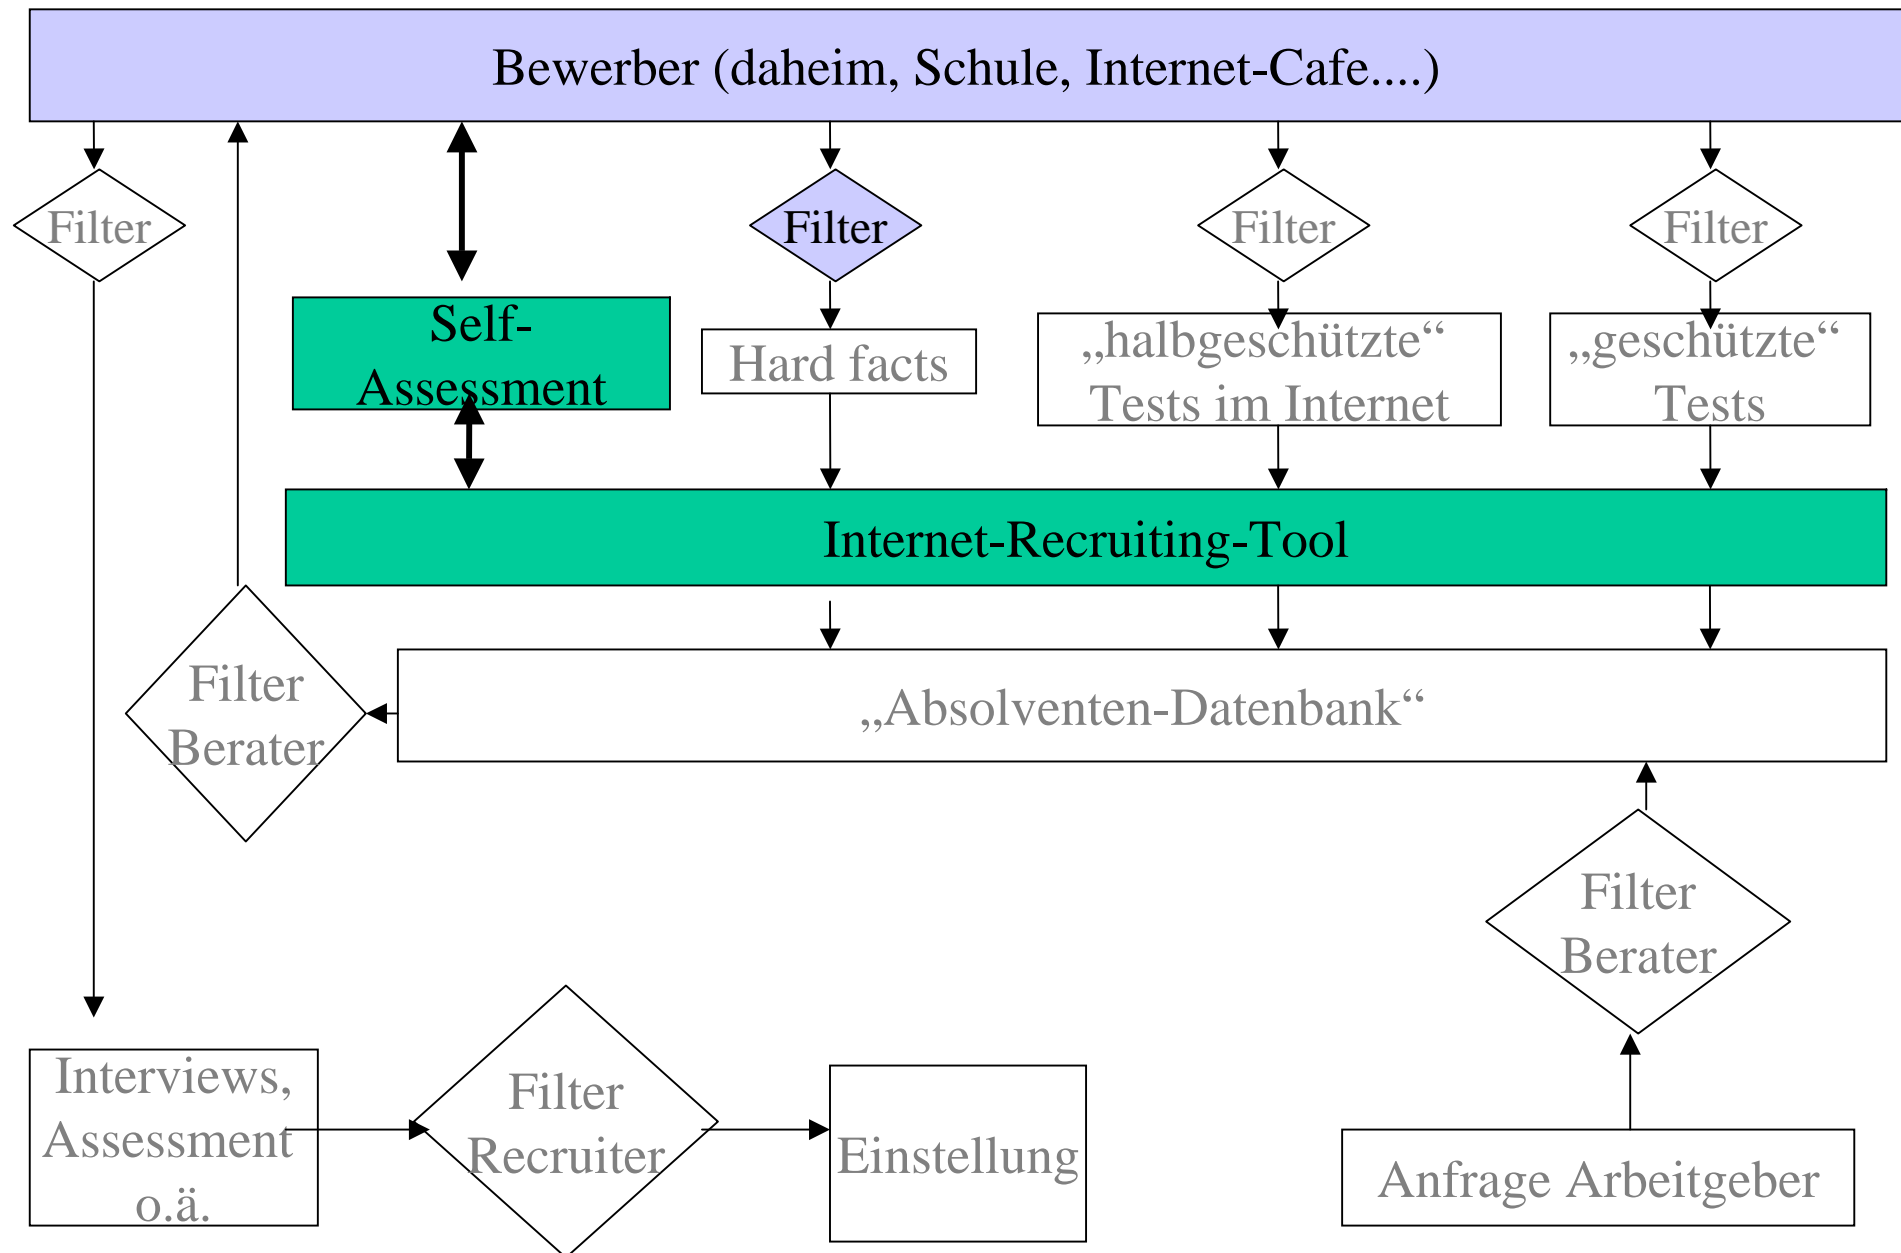 Bewerber (daheim, Schule, Internet-Cafe....)
Filter
Filter
Filter
Filter
Self-
Assessment
Hard facts
„halbgeschützte“
Tests im Internet
„geschützte“
Tests
Internet-Recruiting-Tool
Filter
Berater
„Absolventen-Datenbank“
Filter
Berater
Interviews,
Assessment
o.ä.
Filter
Recruiter
Einstellung
Anfrage Arbeitgeber